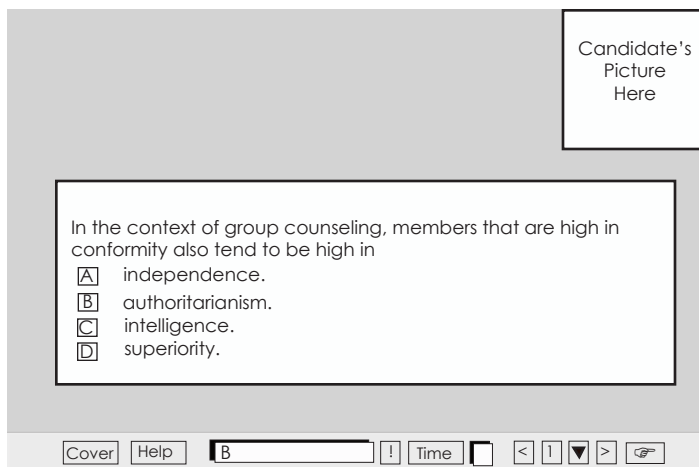 Candidate's
Picture
Here
In the context of group counseling, members that are high in
conformity also tend to be high in
A independence.
B authoritarianism.
C intelligence.
D superiority.
Cover Help B ! Time < 1 ▼ > ☞